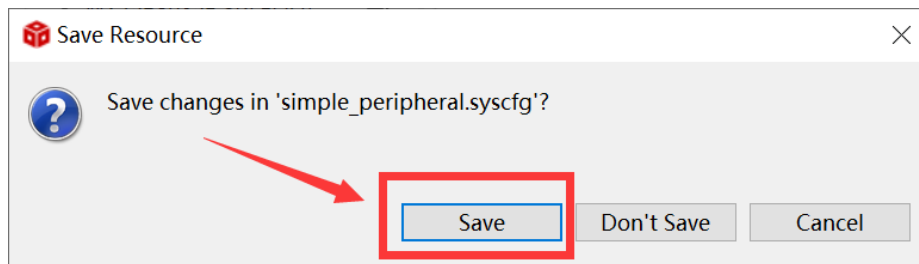 Save Resource
Save changes in 'simple_peripheral.syscfg'?
Save
Don't Save
Cancel